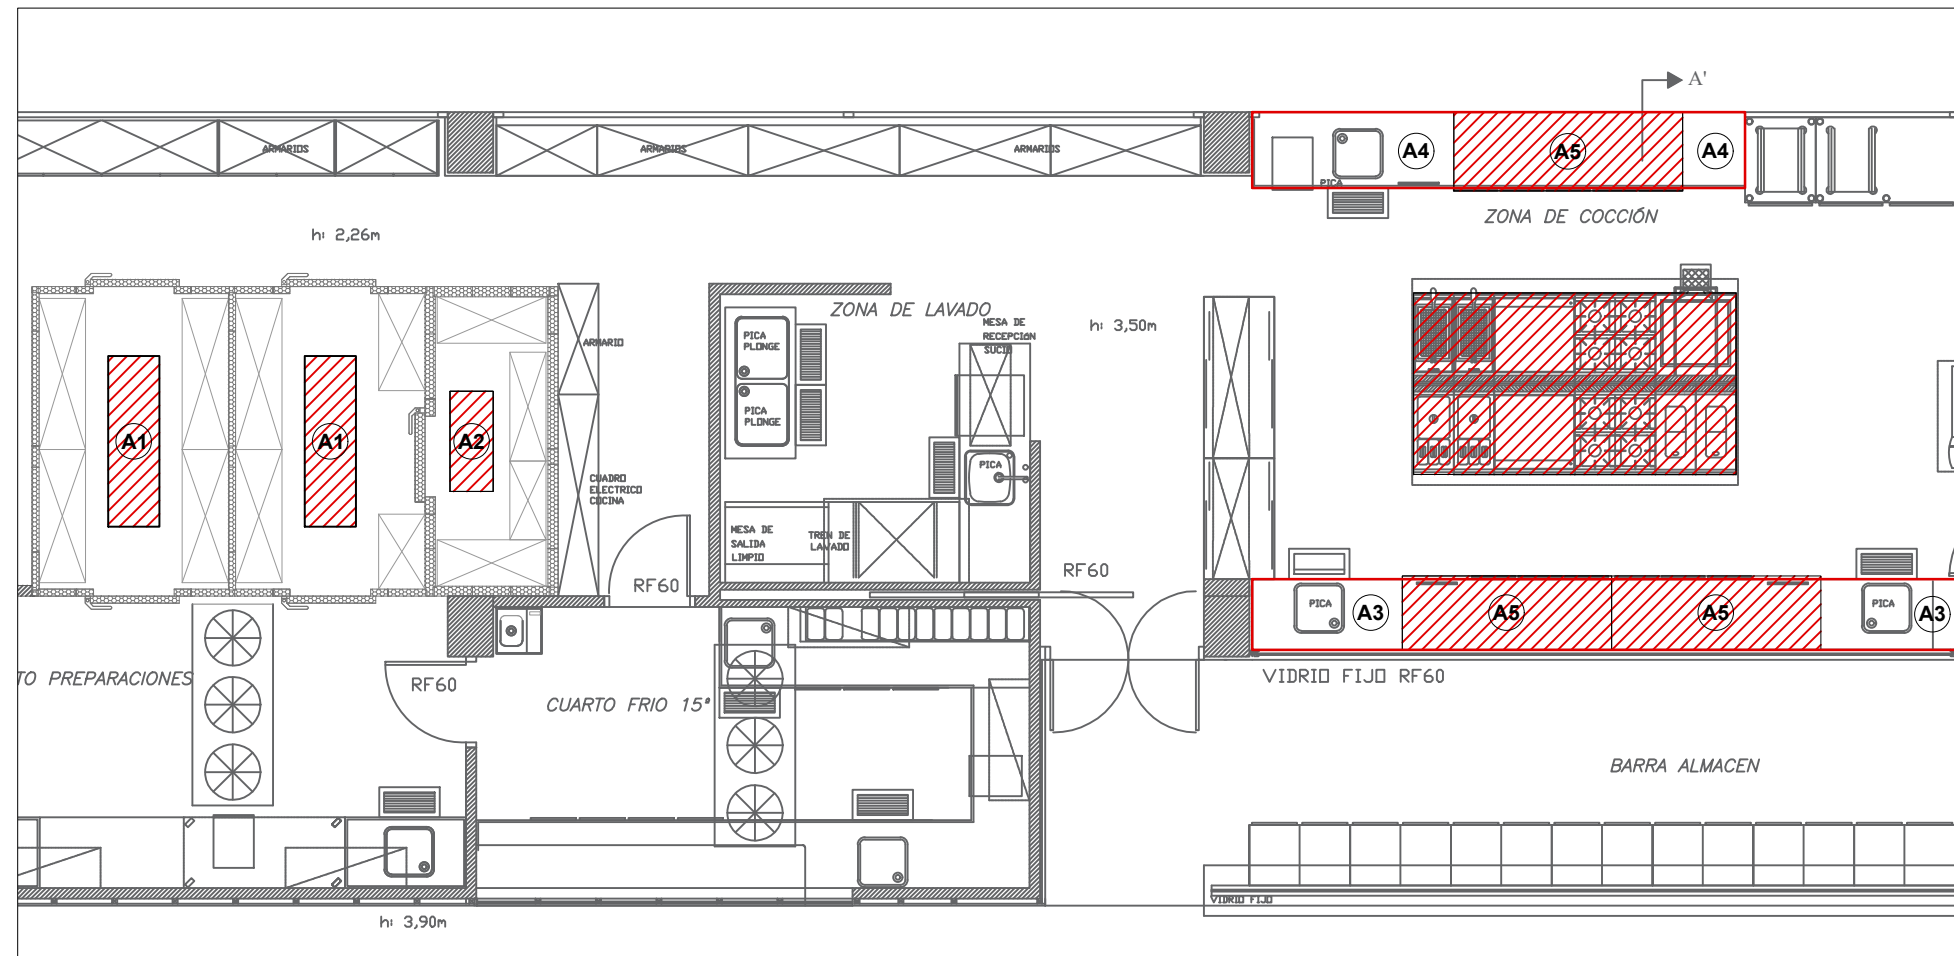 A'
ARMARIOS
ARMARIOS
ARMARIOS
A4
A5
A4
PICA
ZONA DE COCCIÓN
h: 2,26m
ZONA DE LAVADO
h: 3,50m
MESA DE
RECEPCION
SUCIO
PICA
PLONGE
ARMARIO
PICA
PLONGE
A1
A1
A2
PICA
CUADRO
ELECTRICO
COCINA
MESA DE
SALIDA
LIMPIO
TREN DE
LAVADO
RF60
RF60
PICA
A3
A5
A5
PICA
A3
TO PREPARACIONES
RF60
CUARTO FRIO 15º
VIDRIO FIJO RF60
BARRA ALMACEN
VIDRIO FIJO
h: 3,90m